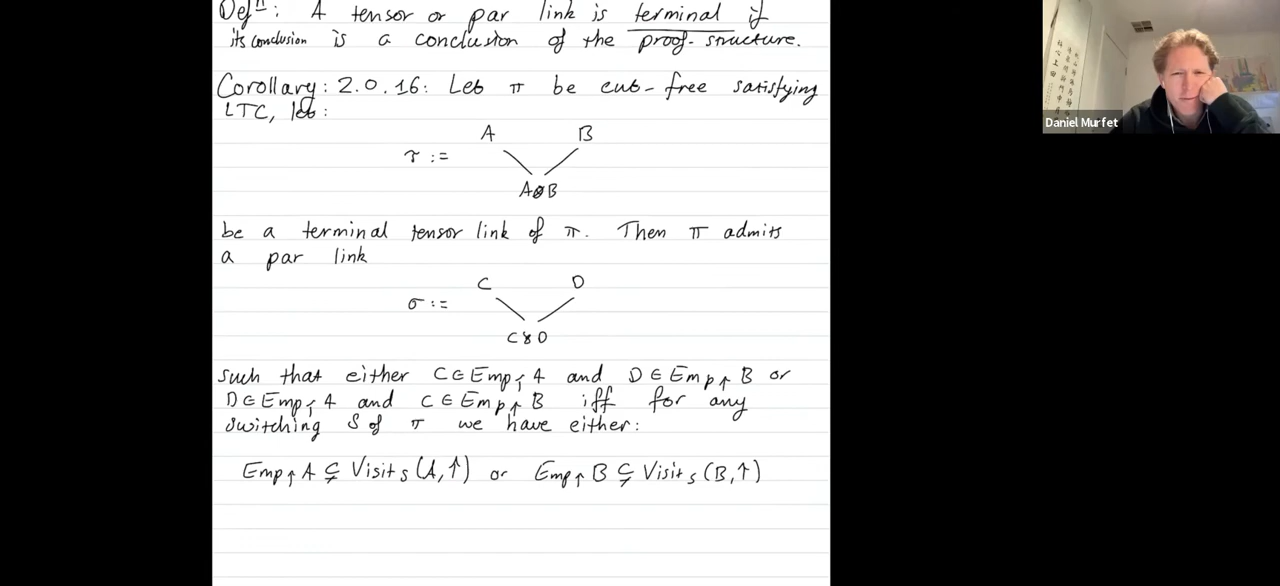 Defⁿ: A tensor or par link is terminal if
its conclusion is a conclusion of the proof-structure.
Corollary: 2.0.16: Let π be cut-free satisfying
LTC, let:
A B
τ :=
A⊗B
be a terminal tensor link of π. Then π admits
a par link
C D
σ :=
C⅋D
such that either C∈Emp↑A and D∈Emp↑B or
D∈Emp↑A and C∈Emp↑B iff for any
switching S of π we have either:
Emp↑A ⊊ Visit_S(A,↑) or Emp↑B ⊊ Visit_S(B,↑)
Daniel Murfet